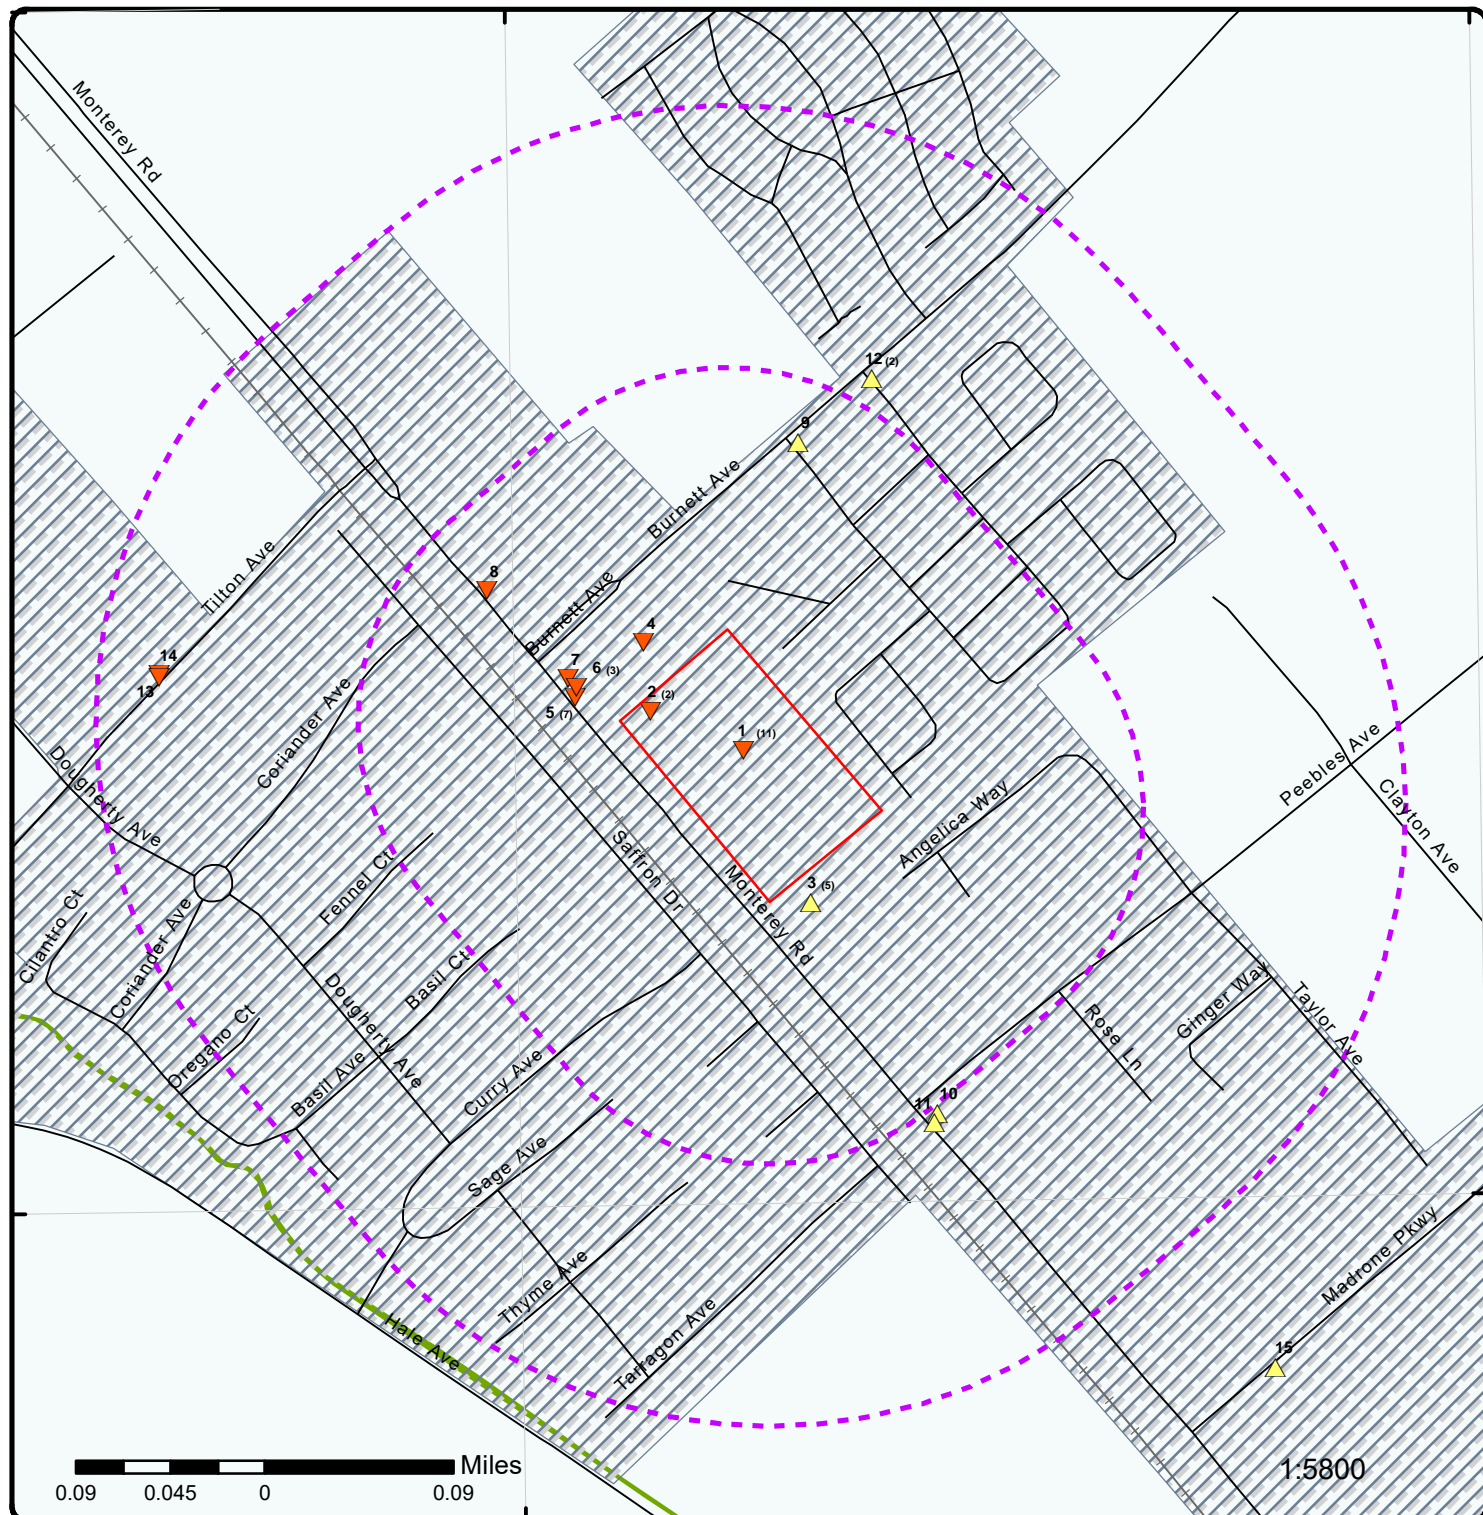 Monterey Rd
12 (2)
9
Burnett Ave
Tilton Ave
8
Burnett Ave
4
14
13
7
6 (3)
5 (7)
2 (2)
1 (11)
Coriander Ave
Dougherty Ave
Peebles Ave
Clayton Ave
Angelica Way
Saffron Dr
Monterey Rd
3 (5)
Fennel Ct
Cilantro Ct
Coriander Ave
Basil Ct
Dougherty Ave
Oregano Ct
Basil Ave
Curry Ave
Ginger Way
Rose Ln
Taylor Ave
11
10
Sage Ave
Thyme Ave
Tarragon Ave
Hale Ave
Madrone Pkwy
15
Miles
0.09 0.045 0 0.09
1:5800